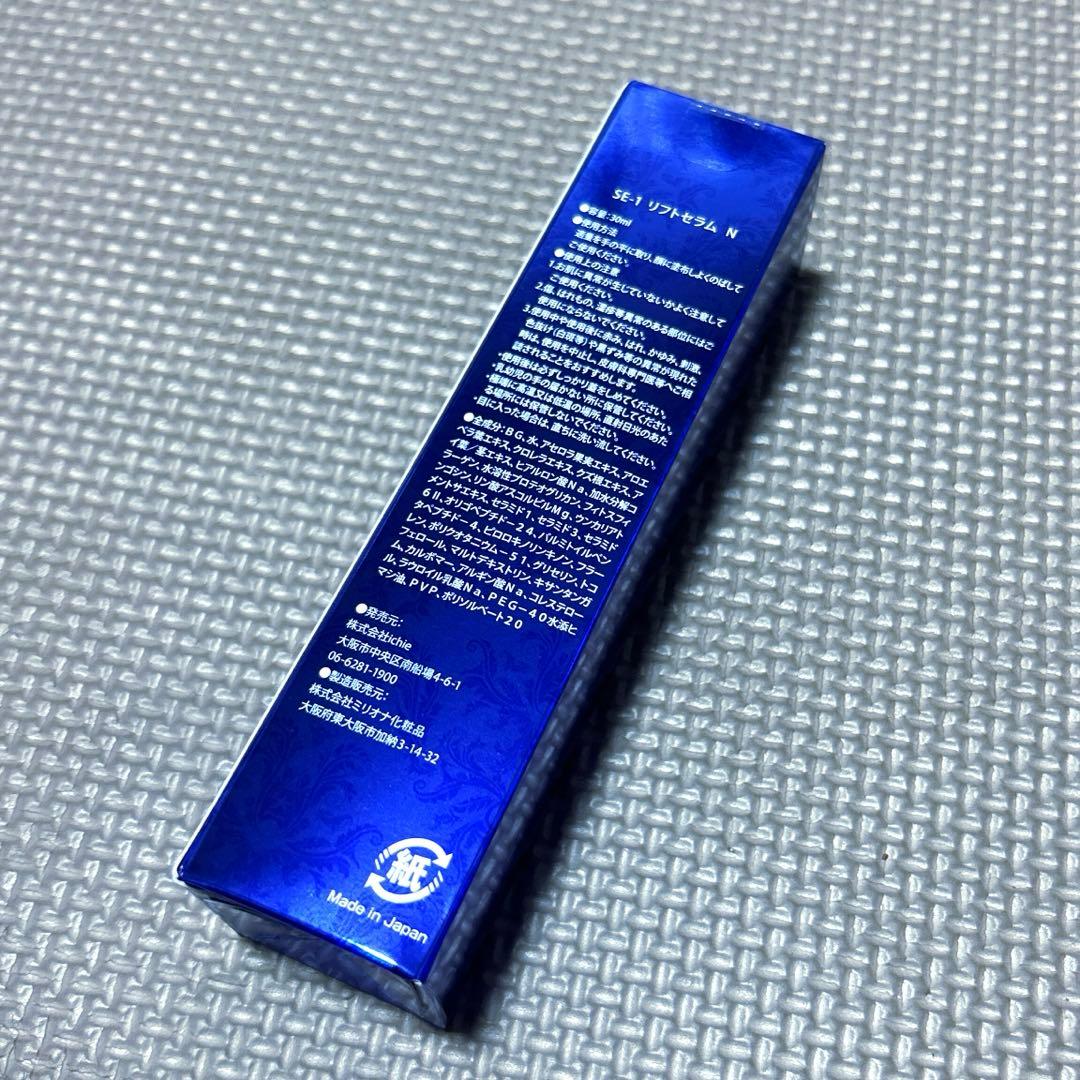 SE-1 リフトセラム N
●容量:30ml
●使用方法
適量を手の平に取り、顔に塗布しよくのばして
ご使用ください。
●使用上の注意
1.お肌に異常が生じていないかよく注意して
ご使用ください。
2.傷、はれもの、湿疹等異常のある部位にはご
使用にならないでください。
3.使用中や使用後に赤み、はれ、かゆみ、刺激、
色抜け(白斑等)や黒ずみ等の異常が現れた
時は、使用を中止し、皮膚科専門医等へご相
談されることをおすすめします。
・使用後は必ずしっかり蓋をしめてください。
・乳幼児の手の届かない所に保管してください。
・極端に高温又は低温の場所、直射日光のあた
る場所には保管しないでください。
・目に入った場合は、直ちに洗い流してください。
●全成分:BG、水、アセロラ果実エキス、アロエ
ベラ葉エキス、クロレラエキス、クズ根エキス、ア
イ葉/茎エキス、ヒアルロン酸Na、加水分解コ
ラーゲン、水溶性プロテオグリカン、フィトスフィ
ンゴシン、リン酸アスコルビルMg、ウンカリアト
メントサエキス、セラミド1、セラミド3、セラミド
6II、オリゴペプチド-24、パルミトイルペン
タペプチド-4、ピロロキノリンキノン、フラー
レン、ポリクオタニウム-51、グリセリン、トコ
フェロール、マルトデキストリン、キサンタンガ
ム、カルボマー、アルギン酸Na、コレステロー
ル、ラウロイル乳酸Na、PEG-40水添ヒ
マシ油、PVP、ポリソルベート20
●発売元:
株式会社ichie
大阪市中央区南船場4-6-1
06-6281-1900
●製造販売元:
株式会社ミリオナ化粧品
大阪府東大阪市加納3-14-32
紙
Made in Japan